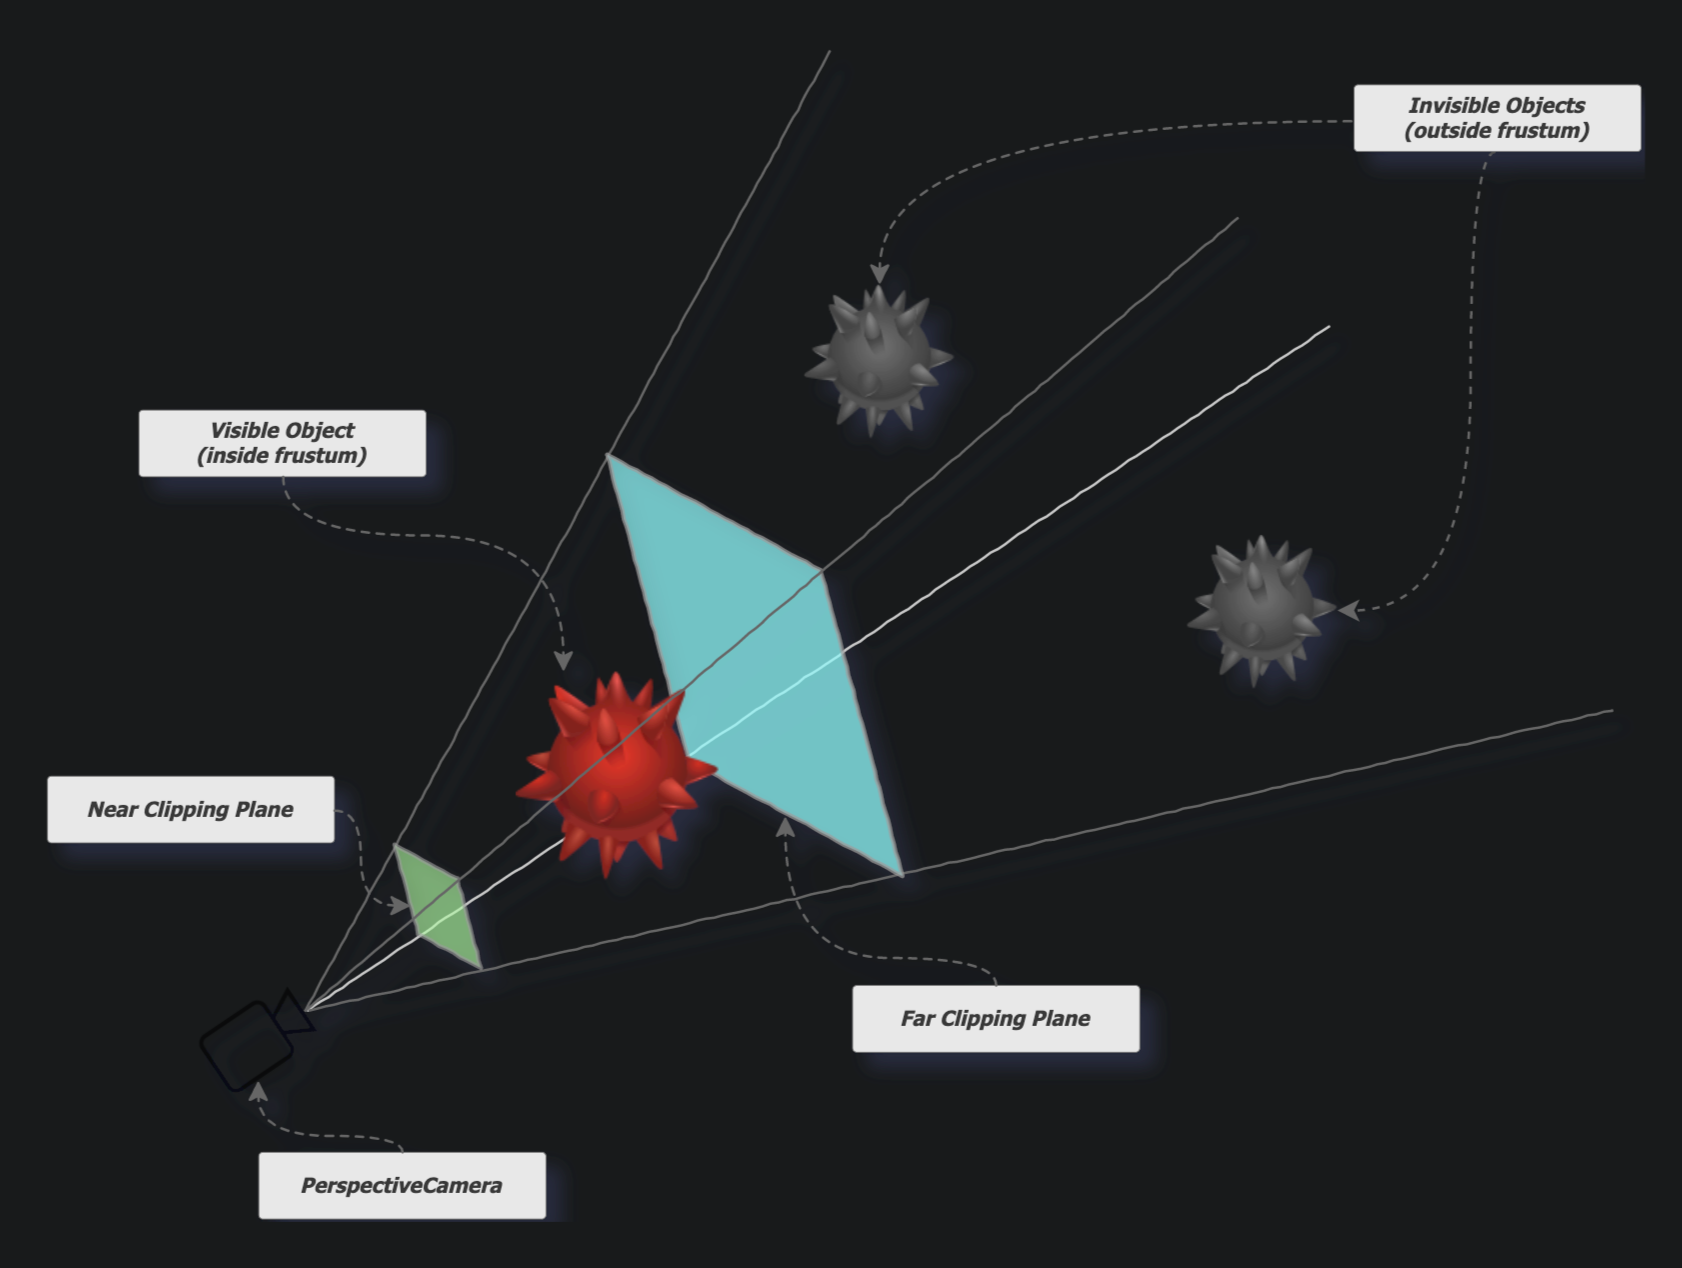 Invisible Objects
(outside frustum)
Visible Object
(inside frustum)
Near Clipping Plane
Far Clipping Plane
PerspectiveCamera